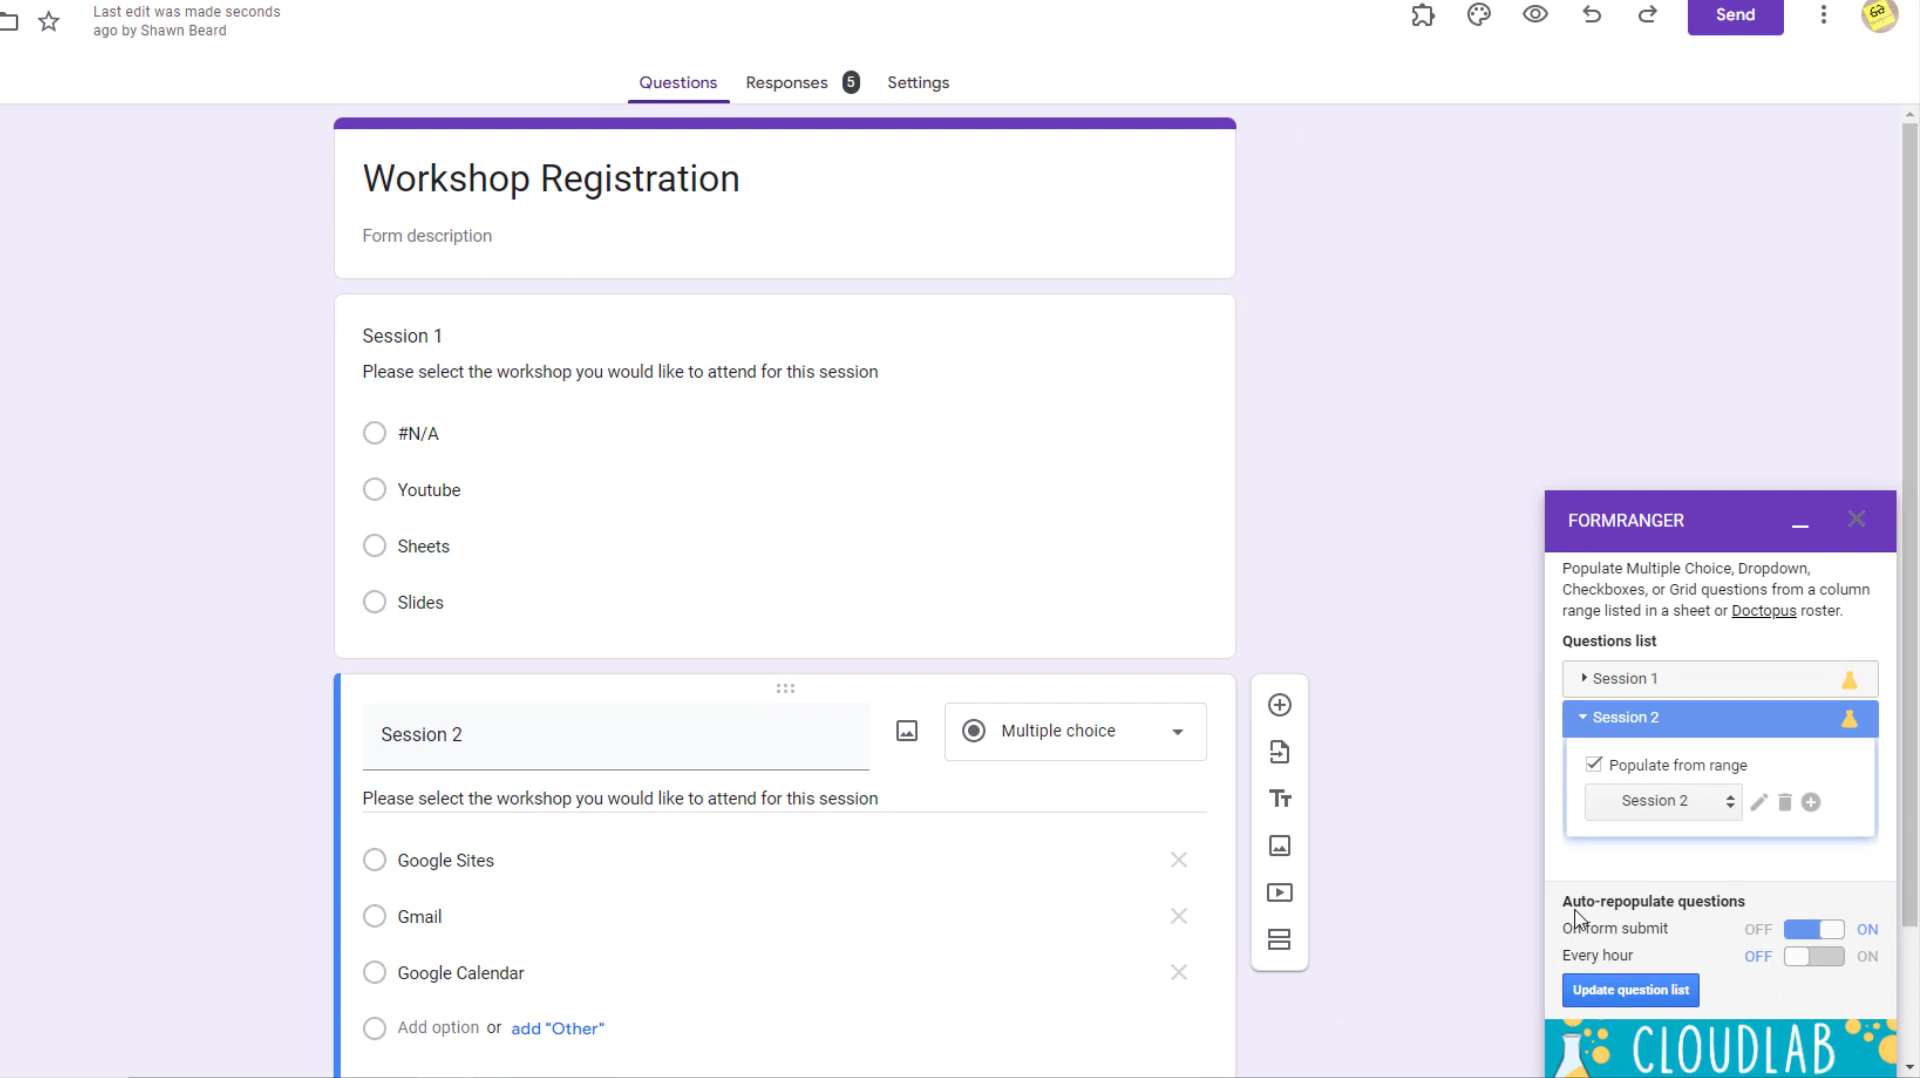 Last edit was made seconds
ago by Shawn Beard
Send
Questions
Responses 5
Settings
Workshop Registration
Form description
Session 1
Please select the workshop you would like to attend for this session
#N/A
Youtube
Sheets
Slides
Session 2
Multiple choice
Please select the workshop you would like to attend for this session
Google Sites
Gmail
Google Calendar
Add option or add "Other"
Tт
FORMRANGER
Populate Multiple Choice, Dropdown,
Checkboxes, or Grid questions from a column
range listed in a sheet or Doctopus roster.
Questions list
Session 1
Session 2
Populate from range
Session 2
Auto-repopulate questions
On form submit OFF ON
Every hour OFF ON
Update question list
CLOUDLAB